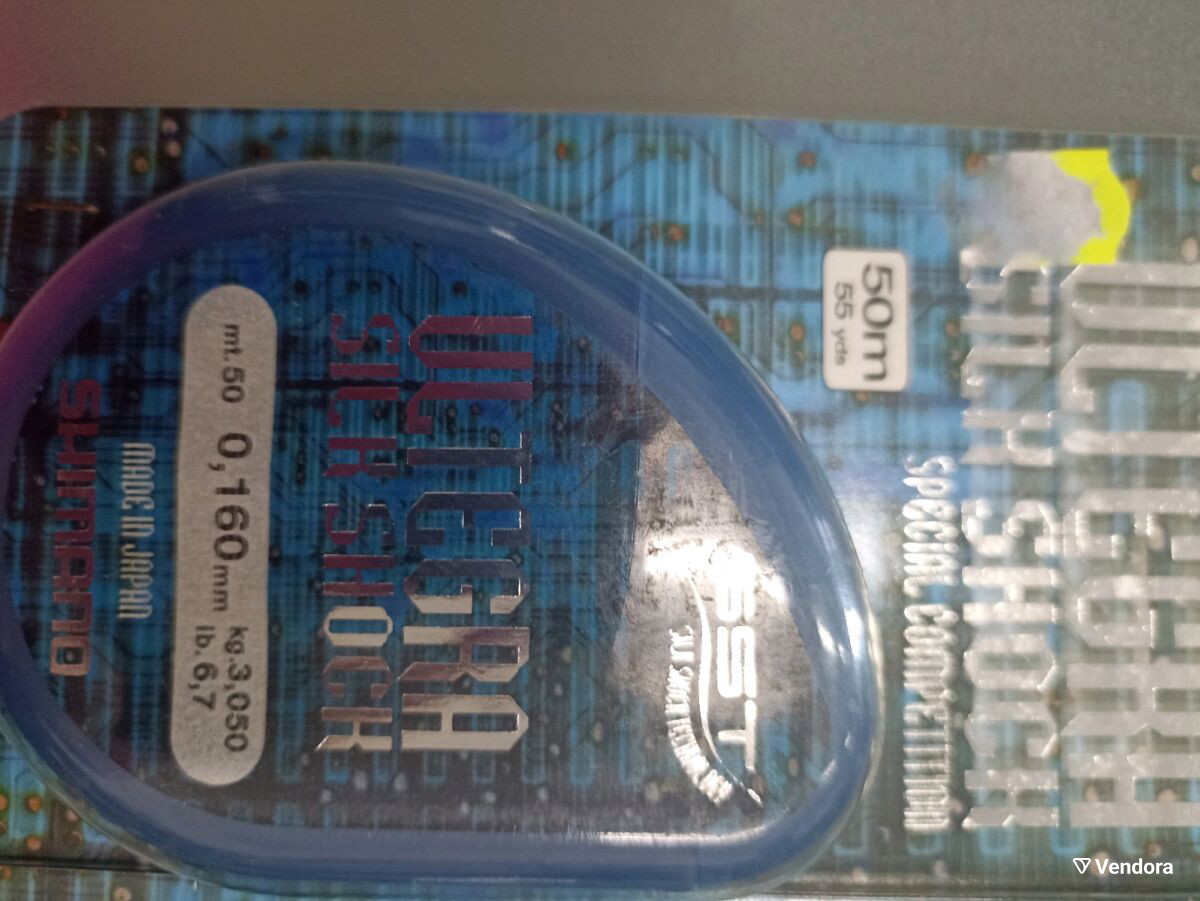 ULTEGRA
SILK SHOCK
SPECIAL COMPETITION
50m
55 yds
SST
ULTEGRA
SILK SHOCK
mt.50 0,160mm kg.3,050
lb.6,7
MADE IN JAPAN
SHIMANO
Vendora